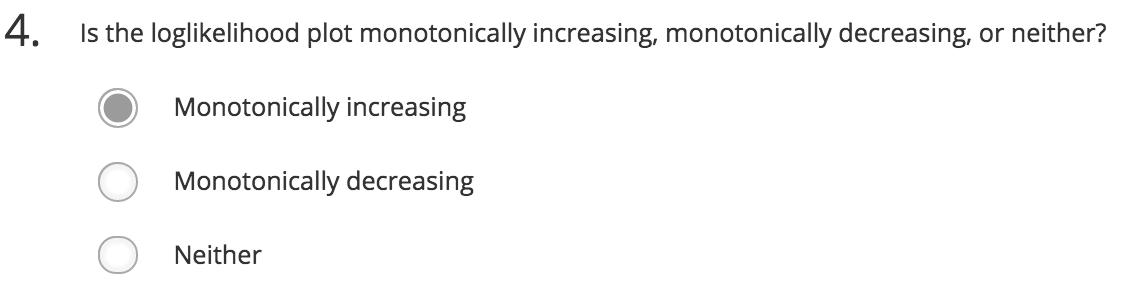 4. Is the loglikelihood plot monotonically increasing, monotonically decreasing, or neither?
Monotonically increasing
Monotonically decreasing
Neither